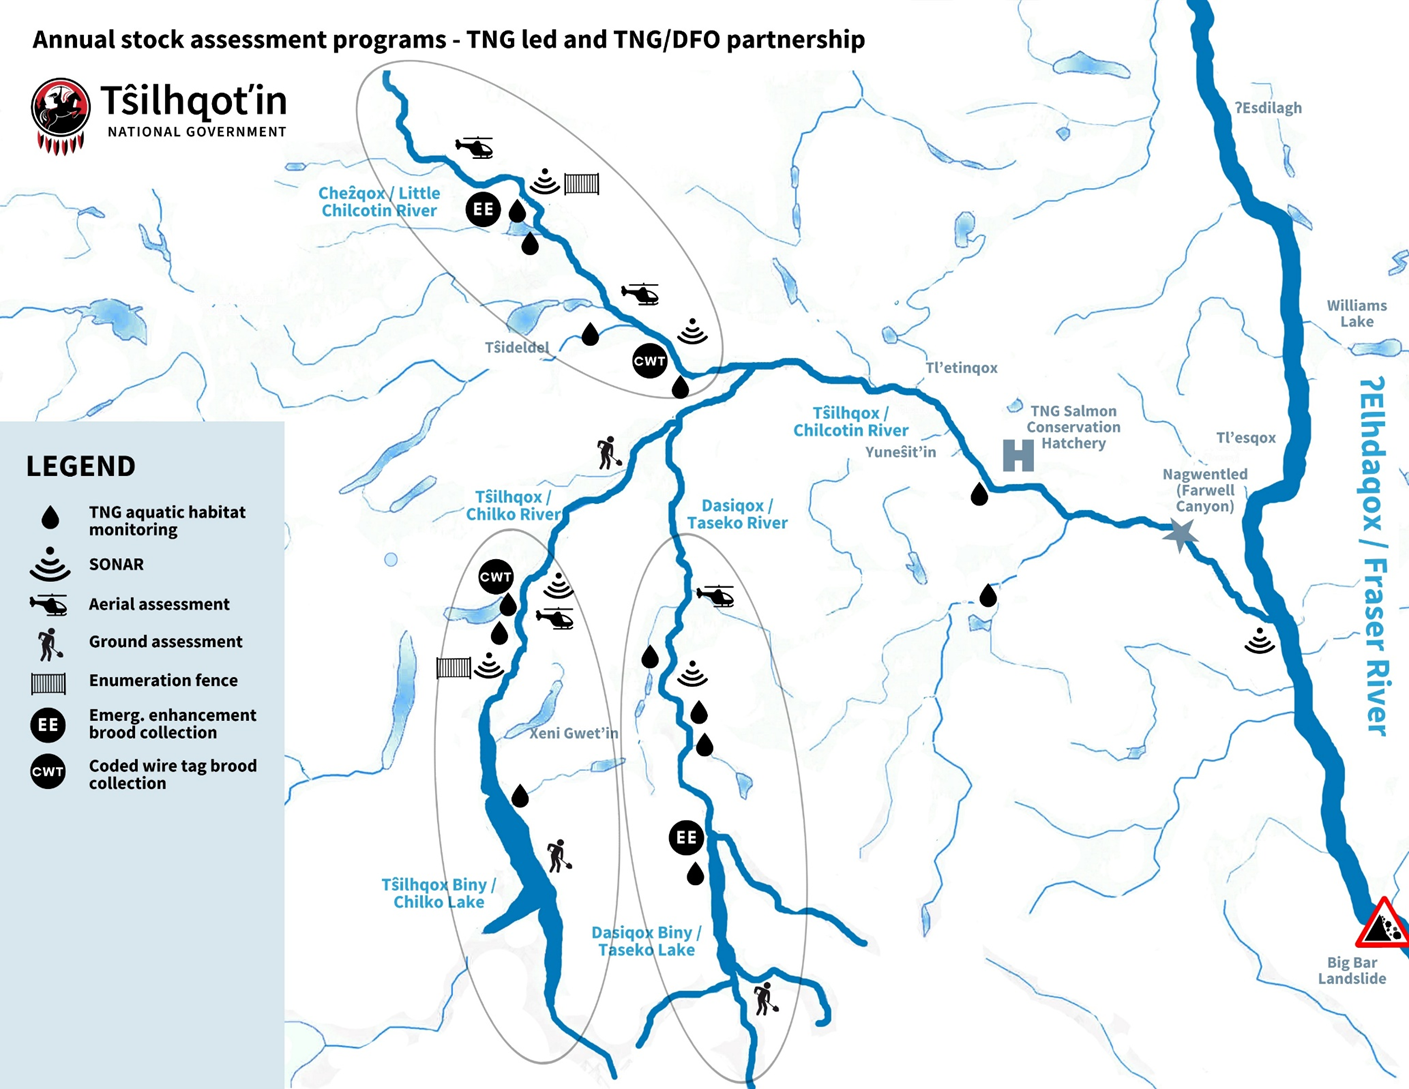 Annual stock assessment programs - TNG led and TNG/DFO partnership
Tŝilhqot'in
NATIONAL GOVERNMENT
ʔEsdilagh
Cheẑqox / Little
Chilcotin River
EE
Williams
Lake
Tŝideldel
CWT
Tl'etinqox
Tŝilhqox /
Chilcotin River
TNG Salmon
Conservation
Hatchery
H
Yuneŝit'in
Tl'esqox
Nagwentled
(Farwell
Canyon)
ʔElhdaqox / Fraser River
Tŝilhqox /
Chilko River
Dasiqox /
Taseko River
CWT
Xeni Gwet'in
EE
Tŝilhqox Biny /
Chilko Lake
Dasiqox Biny /
Taseko Lake
Big Bar
Landslide
LEGEND
TNG aquatic habitat
monitoring
SONAR
Aerial assessment
Ground assessment
Enumeration fence
EE
Emerg. enhancement
brood collection
CWT
Coded wire tag brood
collection